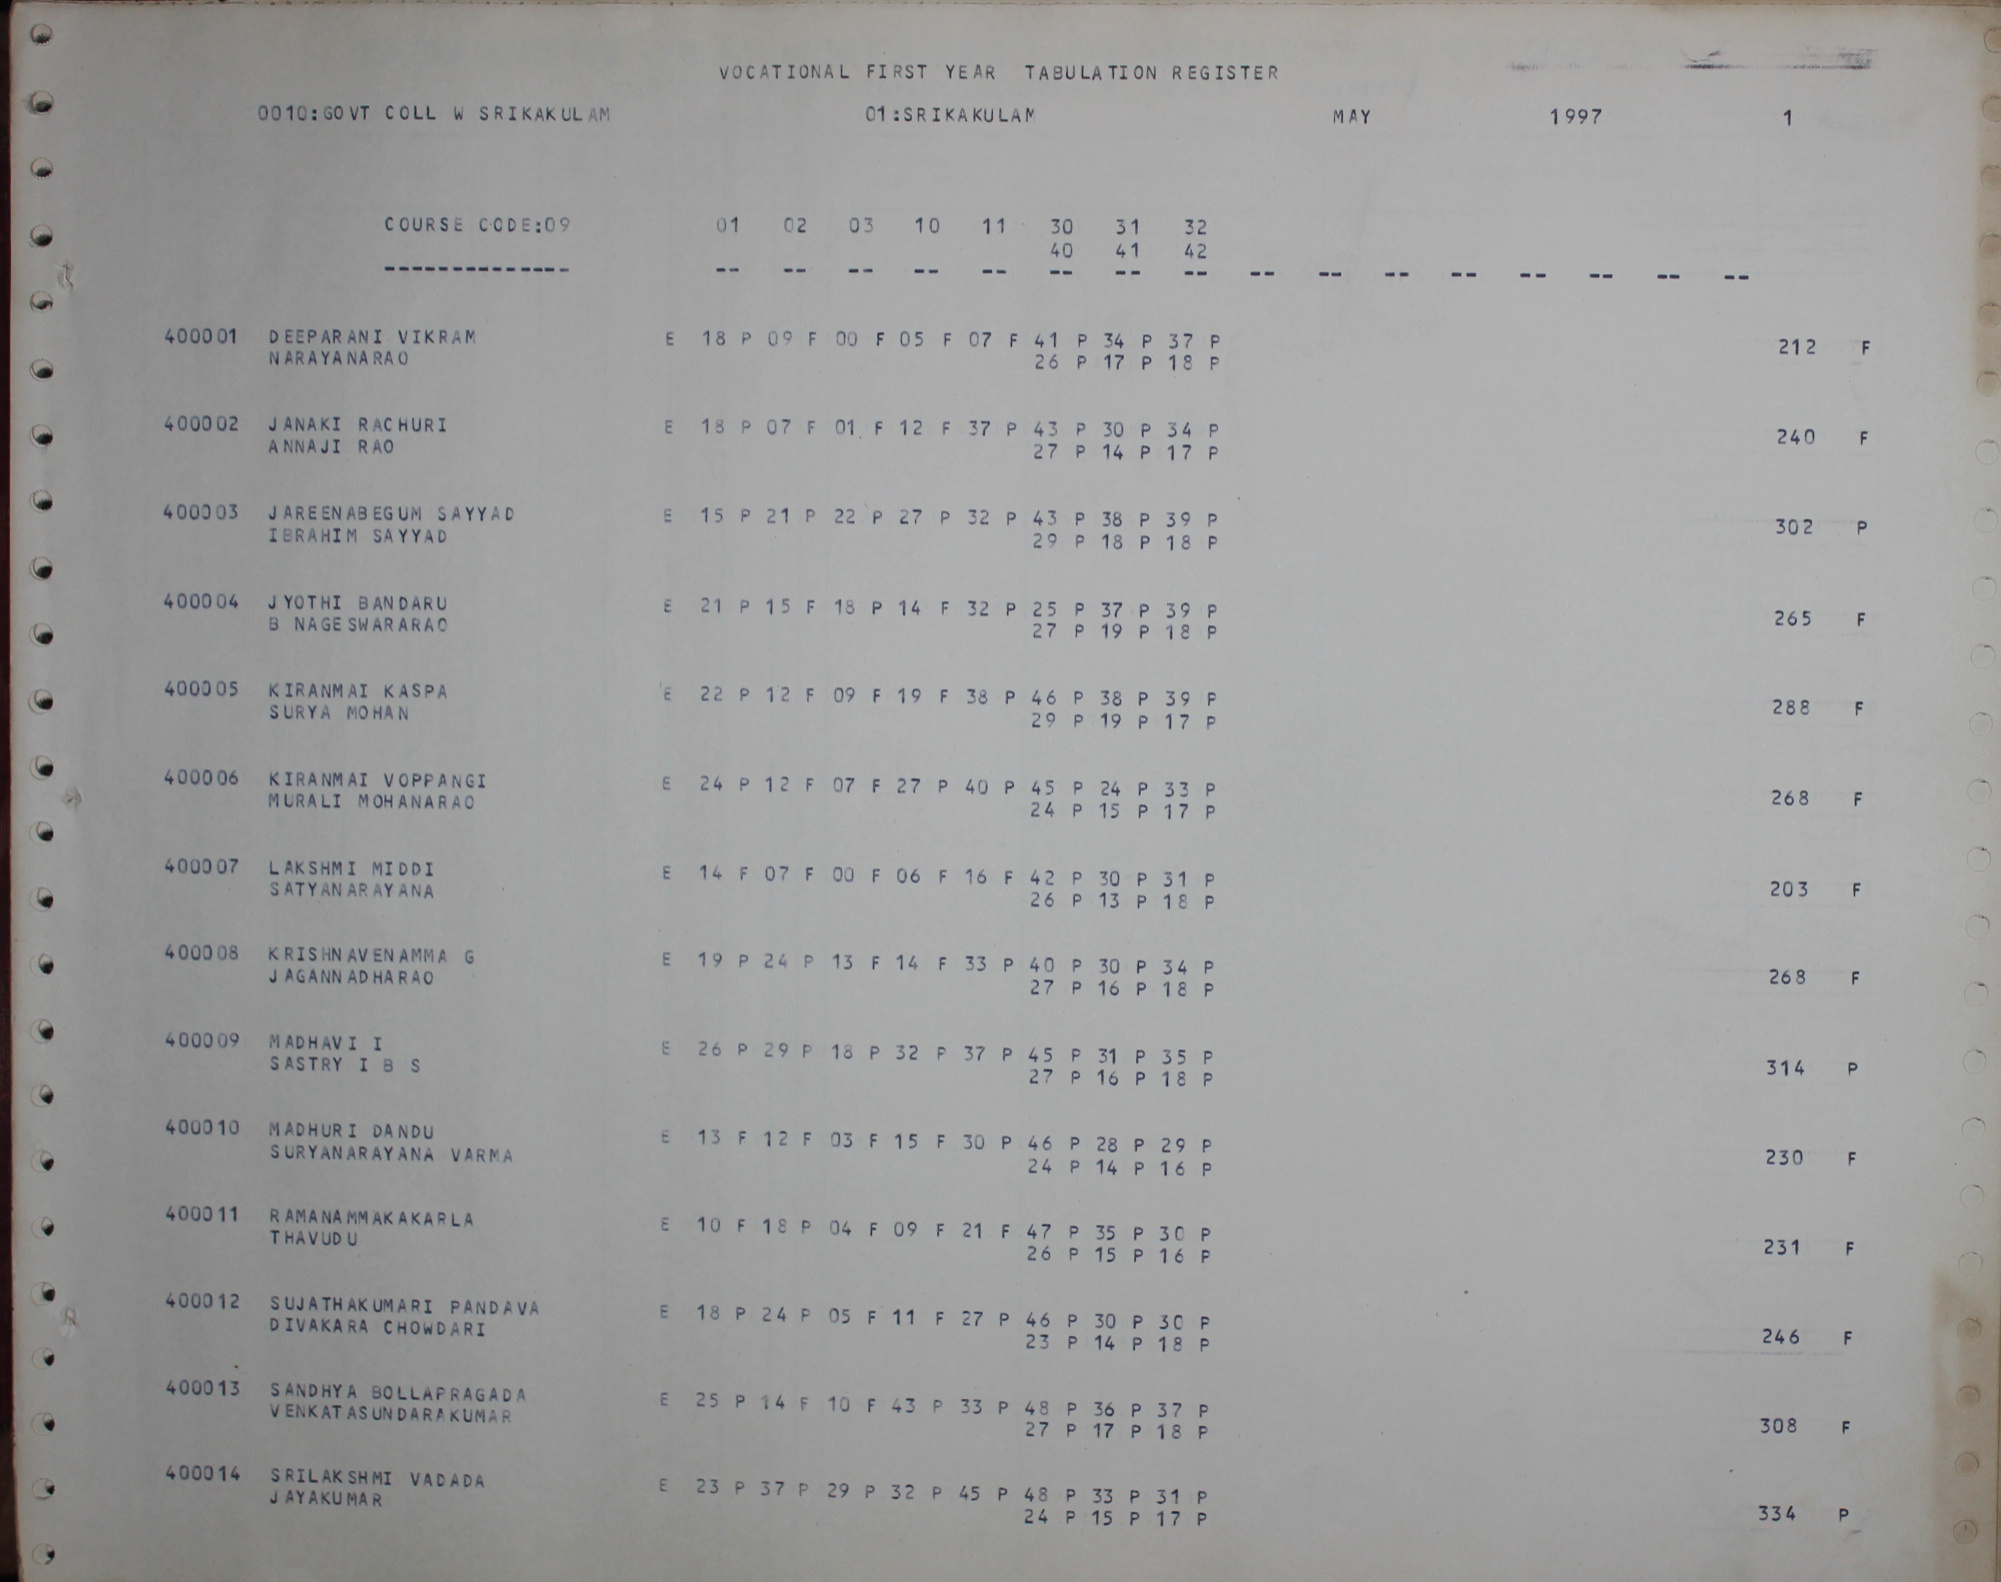 VOCATIONAL FIRST YEAR TABULATION REGISTER
0010:GOVT COLL W SRIKAKULAM 01:SRIKAKULAM MAY 1997 1
COURSE CODE:09 01 02 03 10 11 30 31 32
40 41 42
-------------- -- -- -- -- -- -- -- -- -- -- -- -- -- -- -- --
400001 DEEPARANI VIKRAM E 18 P 09 F 00 F 05 F 07 F 41 P 34 P 37 P
NARAYANARAO 26 P 17 P 18 P 212 F
400002 JANAKI RACHURI E 18 P 07 F 01 F 12 F 37 P 43 P 30 P 34 P
ANNAJI RAO 27 P 14 P 17 P 240 F
400003 JAREENABEGUM SAYYAD E 15 P 21 P 22 P 27 P 32 P 43 P 38 P 39 P
IBRAHIM SAYYAD 29 P 18 P 18 P 302 P
400004 JYOTHI BANDARU E 21 P 15 F 18 P 14 F 32 P 25 P 37 P 39 P
B NAGESWARARAO 27 P 19 P 18 P 265 F
400005 KIRANMAI KASPA E 22 P 12 F 09 F 19 F 38 P 46 P 38 P 39 P
SURYA MOHAN 29 P 19 P 17 P 288 F
400006 KIRANMAI VOPPANGI E 24 P 12 F 07 F 27 P 40 P 45 P 24 P 33 P
MURALI MOHANARAO 24 P 15 P 17 P 268 F
400007 LAKSHMI MIDDI E 14 F 07 F 00 F 06 F 16 F 42 P 30 P 31 P
SATYANARAYANA 26 P 13 P 18 P 203 F
400008 KRISHNAVENAMMA G E 19 P 24 P 13 F 14 F 33 P 40 P 30 P 34 P
JAGANNADHARAO 27 P 16 P 18 P 268 F
400009 MADHAVI I E 26 P 29 P 18 P 32 P 37 P 45 P 31 P 35 P
SASTRY I B S 27 P 16 P 18 P 314 P
400010 MADHURI DANDU E 13 F 12 F 03 F 15 F 30 P 46 P 28 P 29 P
SURYANARAYANA VARMA 24 P 14 P 16 P 230 F
400011 RAMANAMMAKAKARLA E 10 F 18 P 04 F 09 F 21 F 47 P 35 P 30 P
THAVUDU 26 P 15 P 16 P 231 F
400012 SUJATHAKUMARI PANDAVA E 18 P 24 P 05 F 11 F 27 P 46 P 30 P 30 P
DIVAKARA CHOWDARI 23 P 14 P 18 P 246 F
400013 SANDHYA BOLLAPRAGADA E 25 P 14 F 10 F 43 P 33 P 48 P 36 P 37 P
VENKATASUNDARAKUMAR 27 P 17 P 18 P 308 F
400014 SRILAKSHMI VADADA E 23 P 37 P 29 P 32 P 45 P 48 P 33 P 31 P
JAYAKUMAR 24 P 15 P 17 P 334 P